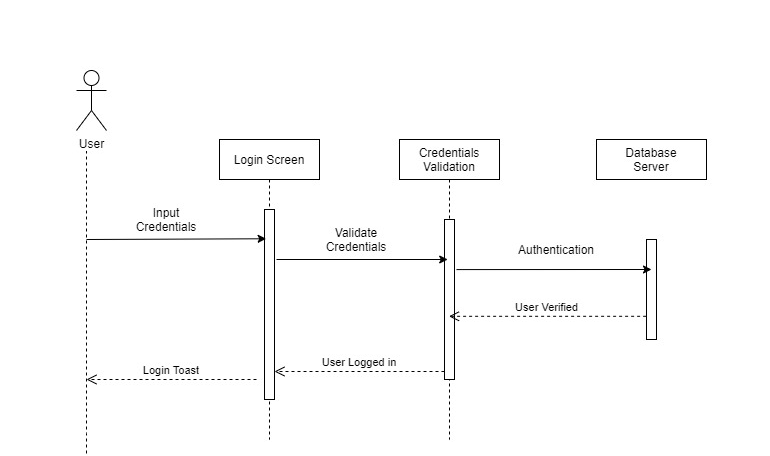 User
Login Screen
Credentials
Validation
Database
Server
Input
Credentials
Validate
Credentials
Authentication
User Verified
User Logged in
Login Toast